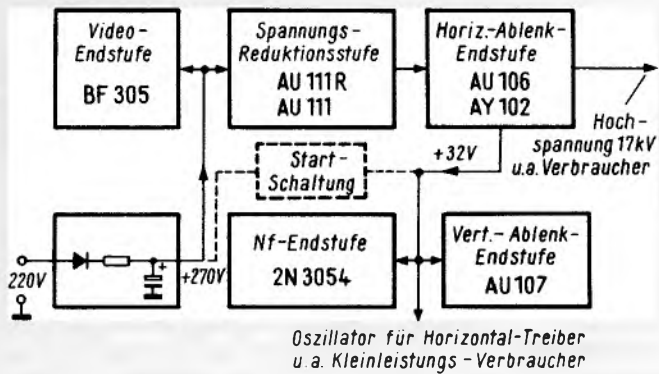 Video-
Endstufe
BF 305
Spannungs-
Reduktionsstufe
AU 111R
AU 111
Horiz.-Ablenk-
Endstufe
AU 106
AY 102
Hoch-
spannung 17kV
u.a. Verbraucher
Start-
Schaltung
+32V
220V
+
+270V
Nf-Endstufe
2N 3054
Vert.-Ablenk-
Endstufe
AU 107
Oszillator für Horizontal-Treiber
u.a. Kleinleistungs-Verbraucher